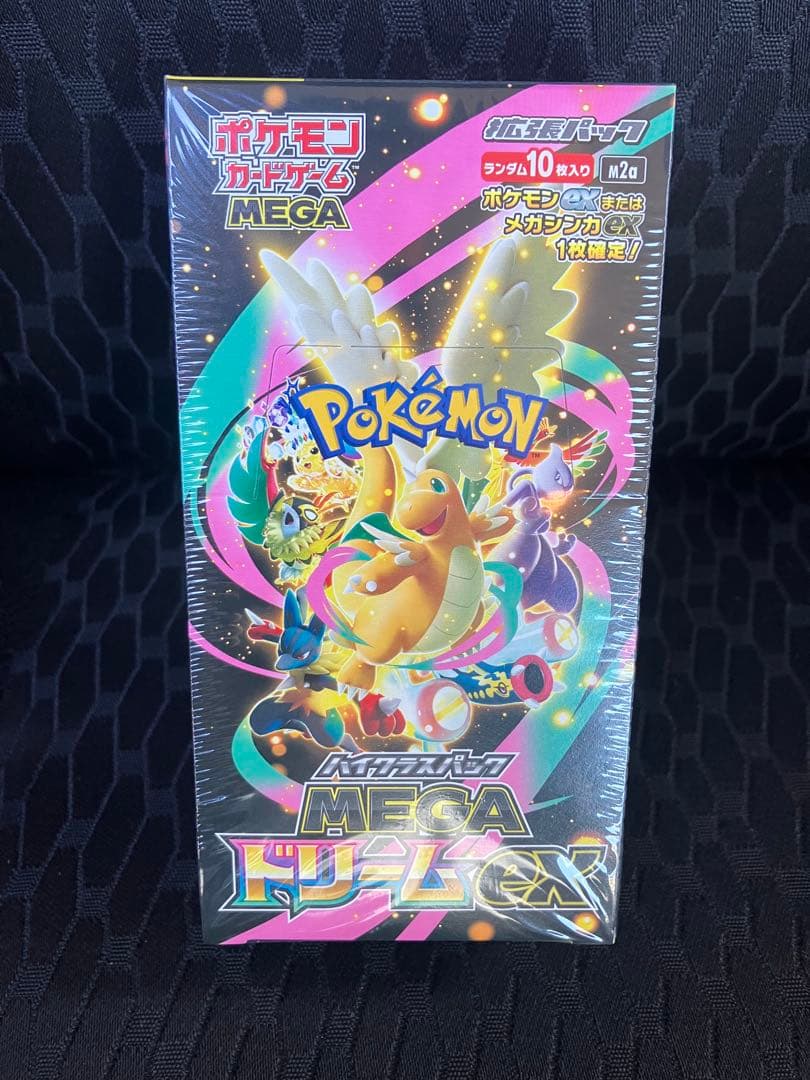 ポケモン
カードゲーム
MEGA
拡張パック
ランダム10枚入り M2a
ポケモンexまたは
メガシンカex
1枚確定!
POKéMON
TM
ハイクラスパック
MEGA
ドリームex